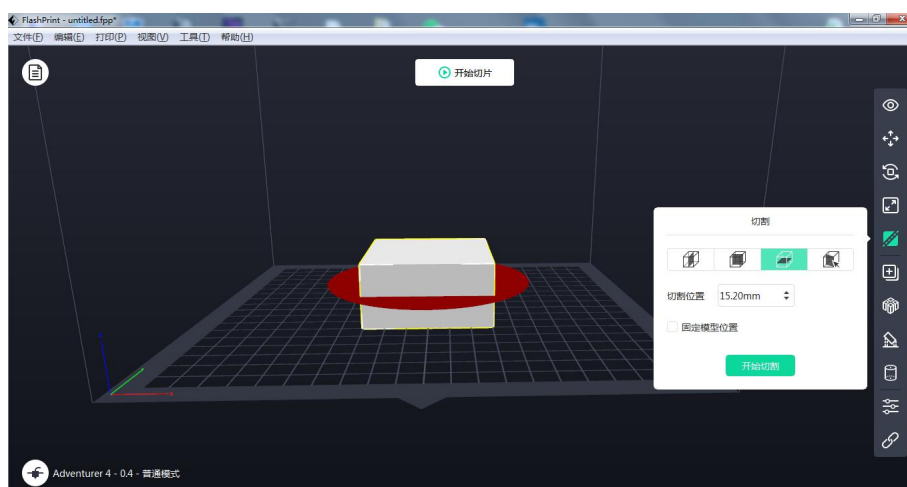 FlashPrint - untitled.fpp*
文件(F) 编辑(E) 打印(P) 视图(V) 工具(T) 帮助(H)
开始切片
切割
切割位置 15.20mm
固定模型位置
开始切割
Adventurer 4 - 0.4 - 普通模式